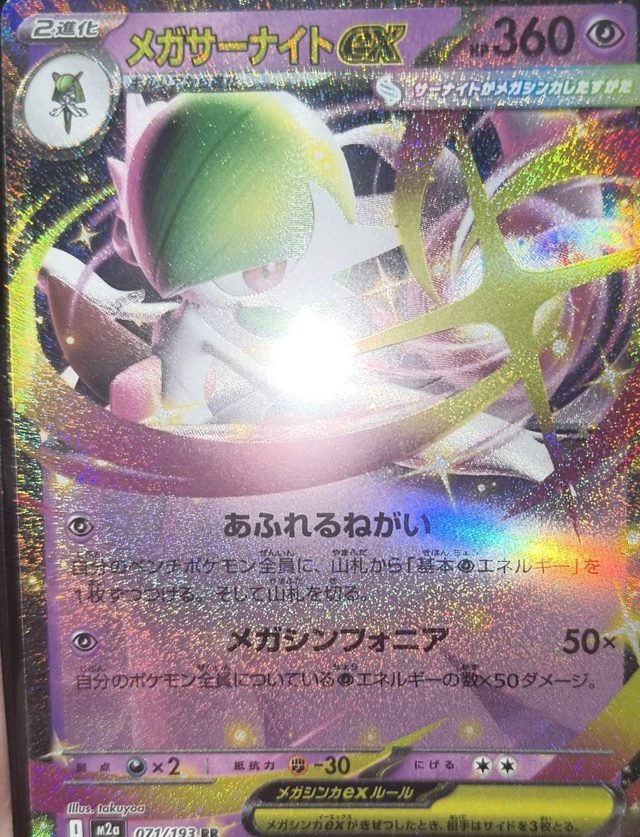 2進化
メガサーナイトex
HP360
サーナイトがメガシンカしたすがた
あふれるねがい
自分のベンチポケモン全員に、山札から「基本エネルギー」を
1枚ずつつける。そして山札を切る。
メガシンフォニア 50×
自分のポケモン全員についているエネルギーの数×50ダメージ。
弱点 ×2 抵抗力 -30 にげる
メガシンカexルール
Illus. takuyoa
I M2a 071/193 RR
メガシンカexがきぜつしたとき、相手はサイドを3枚とる。